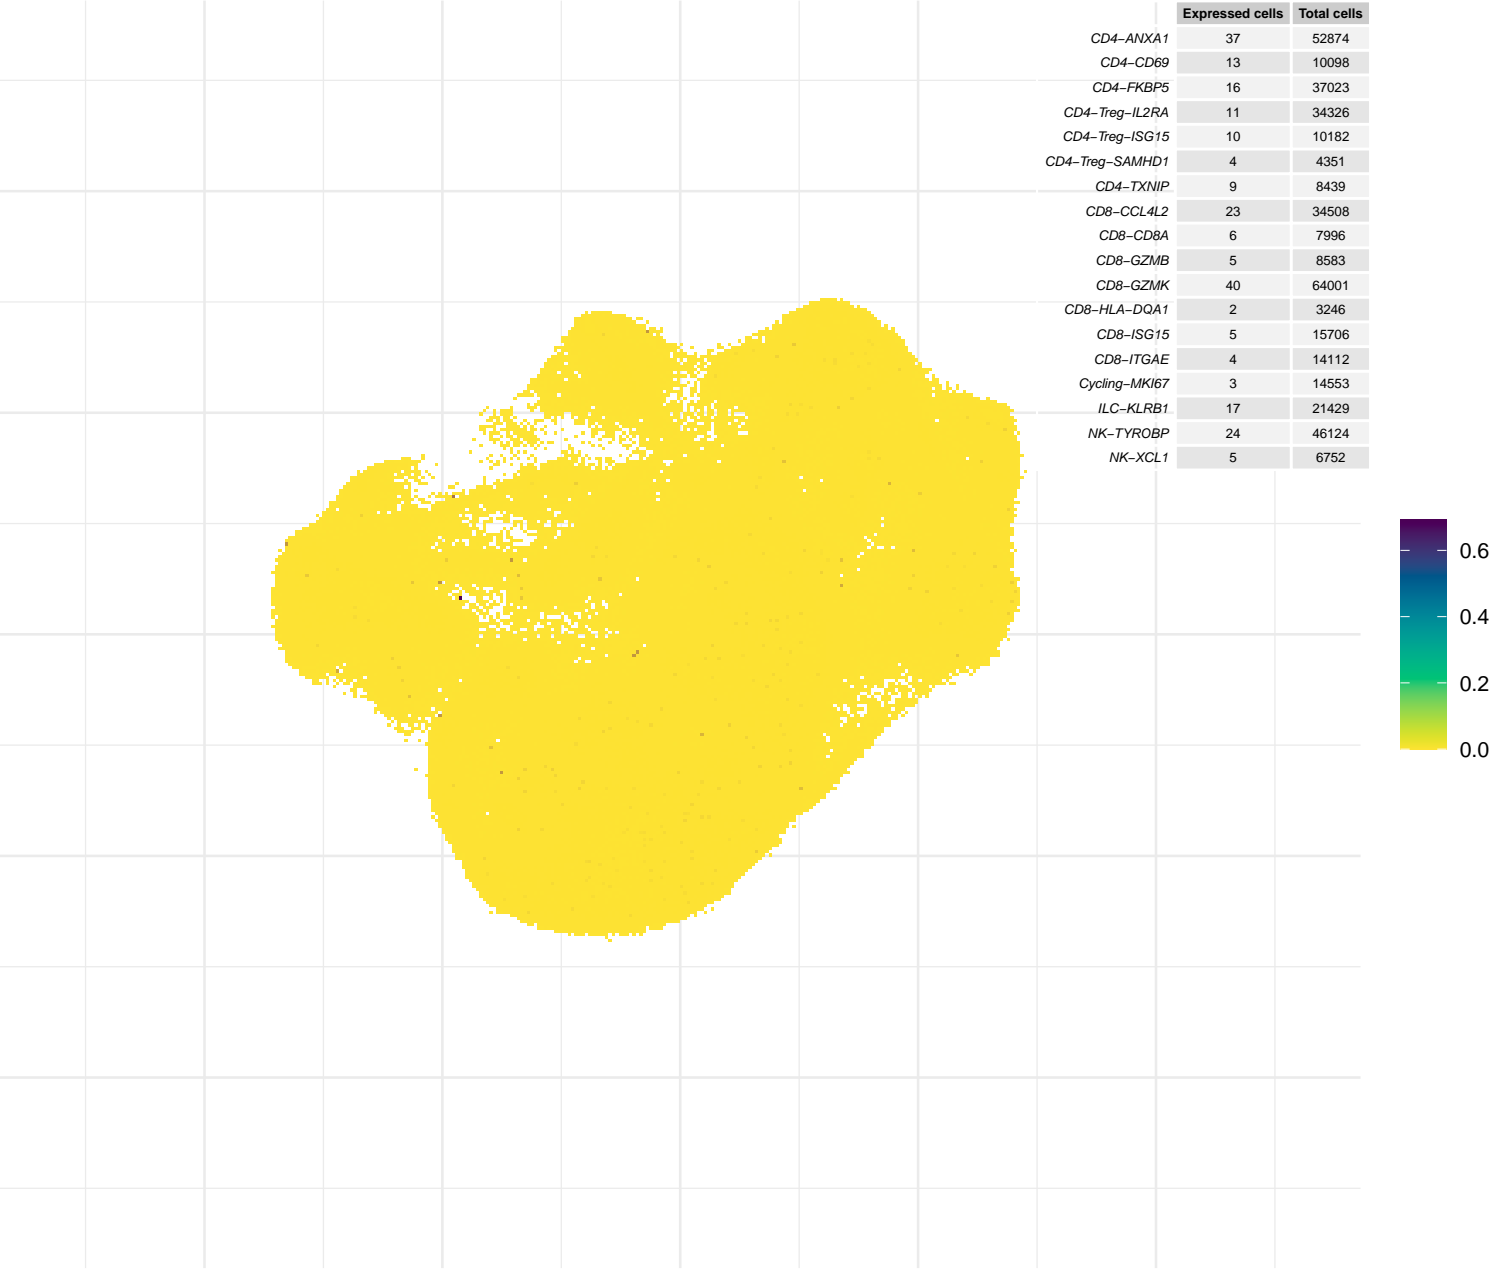 Expressed cells Total cells
CD4−ANXA1 37 52874
CD4−CD69 13 10098
CD4−FKBP5 16 37023
CD4−Treg−IL2RA 11 34326
CD4−Treg−ISG15 10 10182
CD4−Treg−SAMHD1 4 4351
CD4−TXNIP 9 8439
CD8−CCL4L2 23 34508
CD8−CD8A 6 7996
CD8−GZMB 5 8583
CD8−GZMK 40 64001
CD8−HLA−DQA1 2 3246
CD8−ISG15 5 15706
CD8−ITGAE 4 14112
Cycling−MKI67 3 14553
ILC−KLRB1 17 21429
NK−TYROBP 24 46124
NK−XCL1 5 6752
0.6
0.4
0.2
0.0